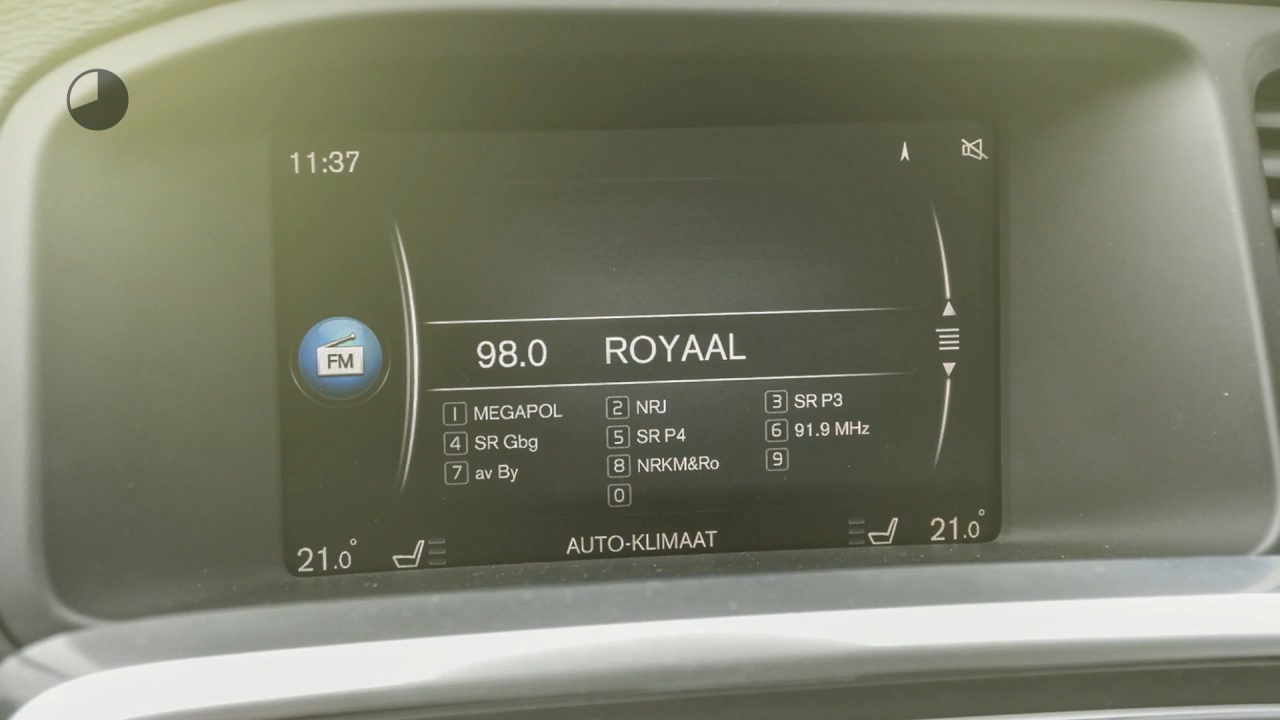 11:37
FM
98.0 ROYAAL
1 MEGAPOL 2 NRJ 3 SR P3
4 SR Gbg 5 SR P4 6 91.9 MHz
7 av By 8 NRKM&Ro 9
0
21.0° AUTO-KLIMAAT 21.0°